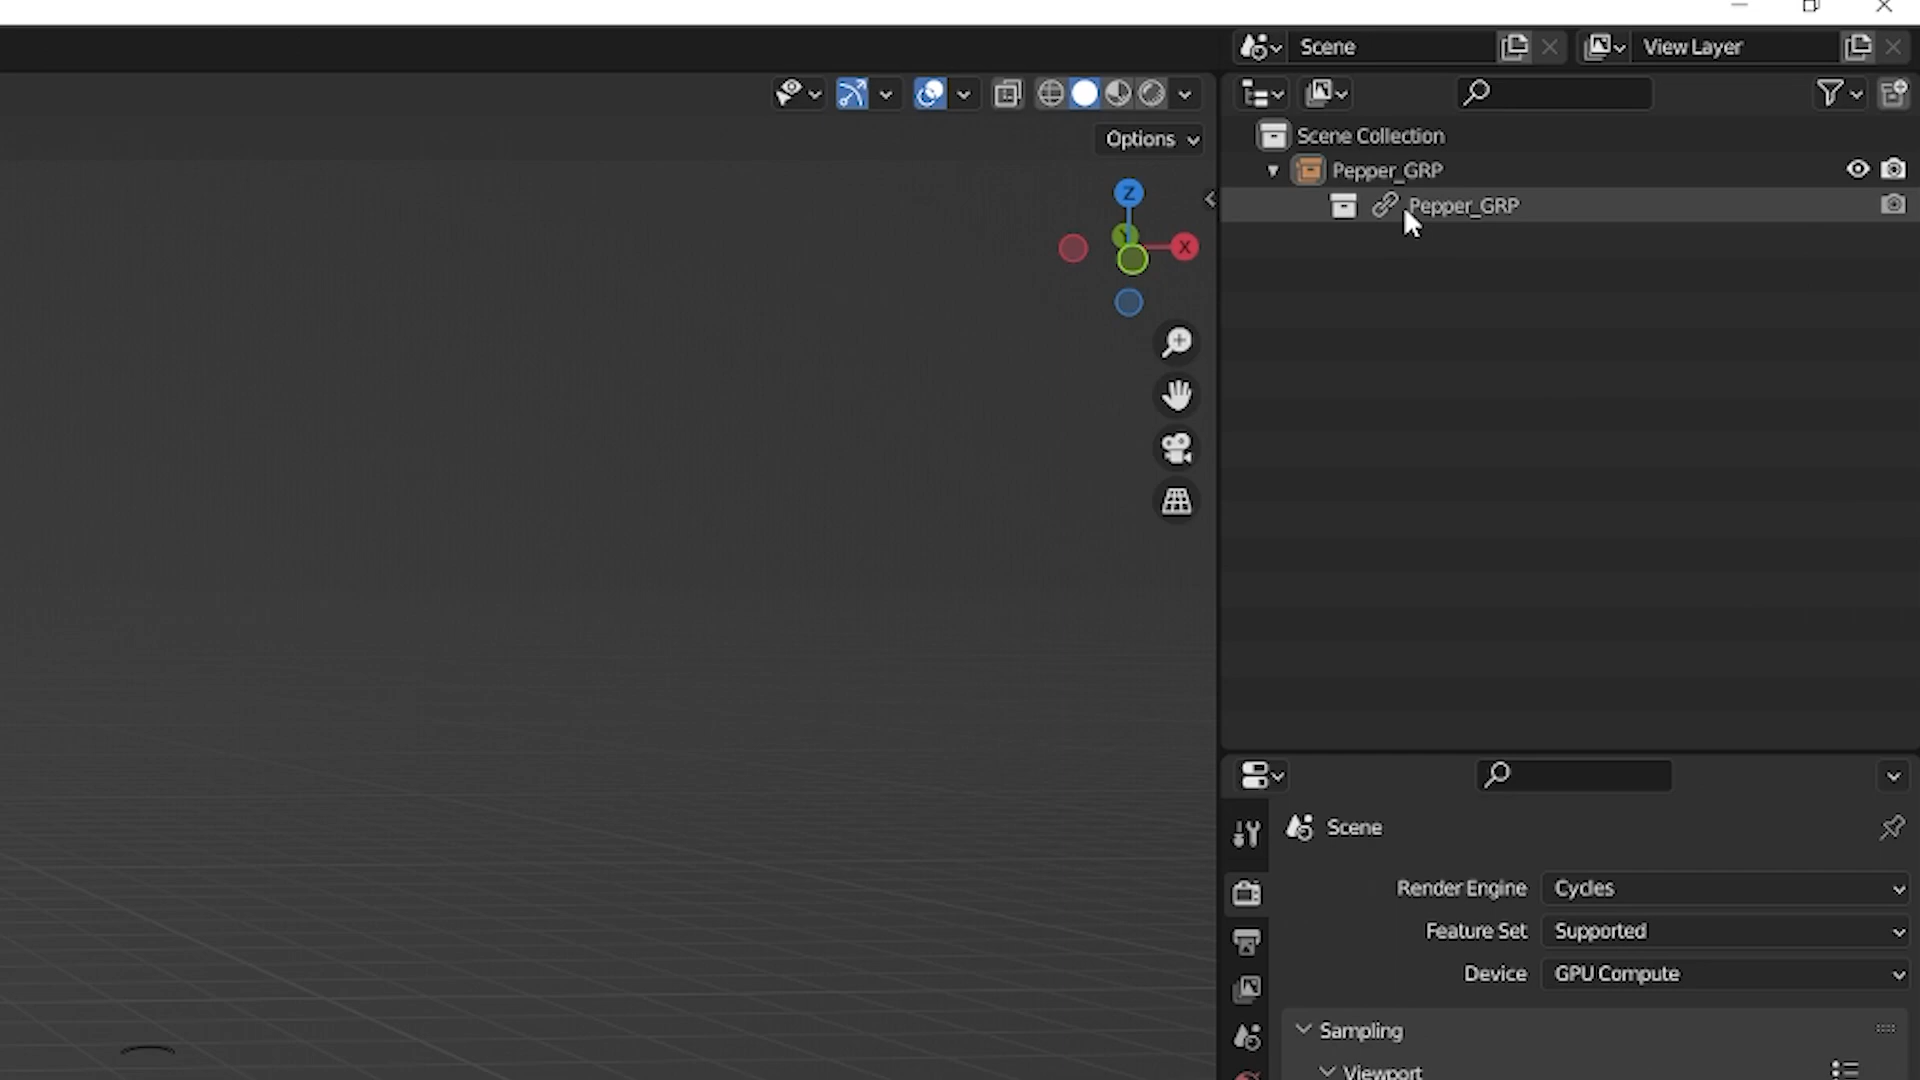 Scene
View Layer
Options
Scene Collection
Pepper_GRP
Pepper_GRP
Z
Y
X
Scene
Render Engine
Cycles
Feature Set
Supported
Device
GPU Compute
Sampling
Viewport